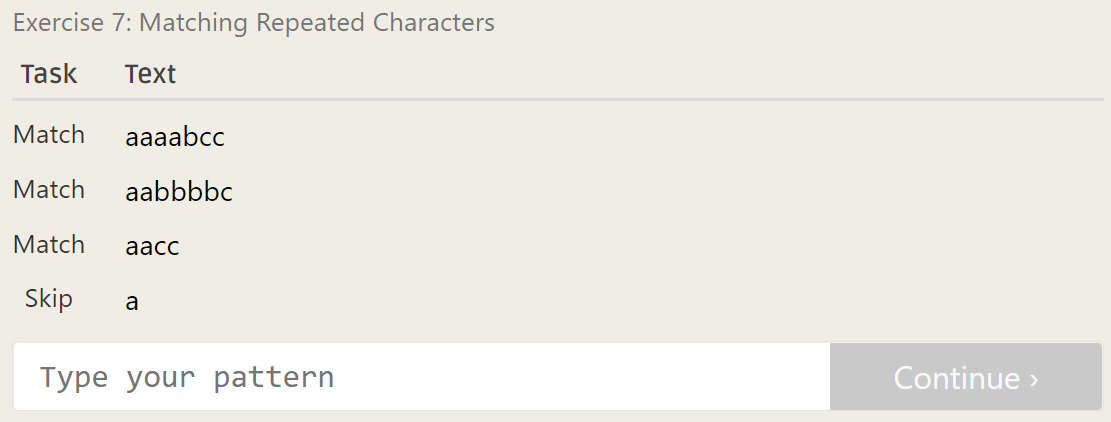 Exercise 7: Matching Repeated Characters
Task Text
Match aaaabcc
Match aabbbbc
Match aacc
Skip a
Type your pattern Continue ›